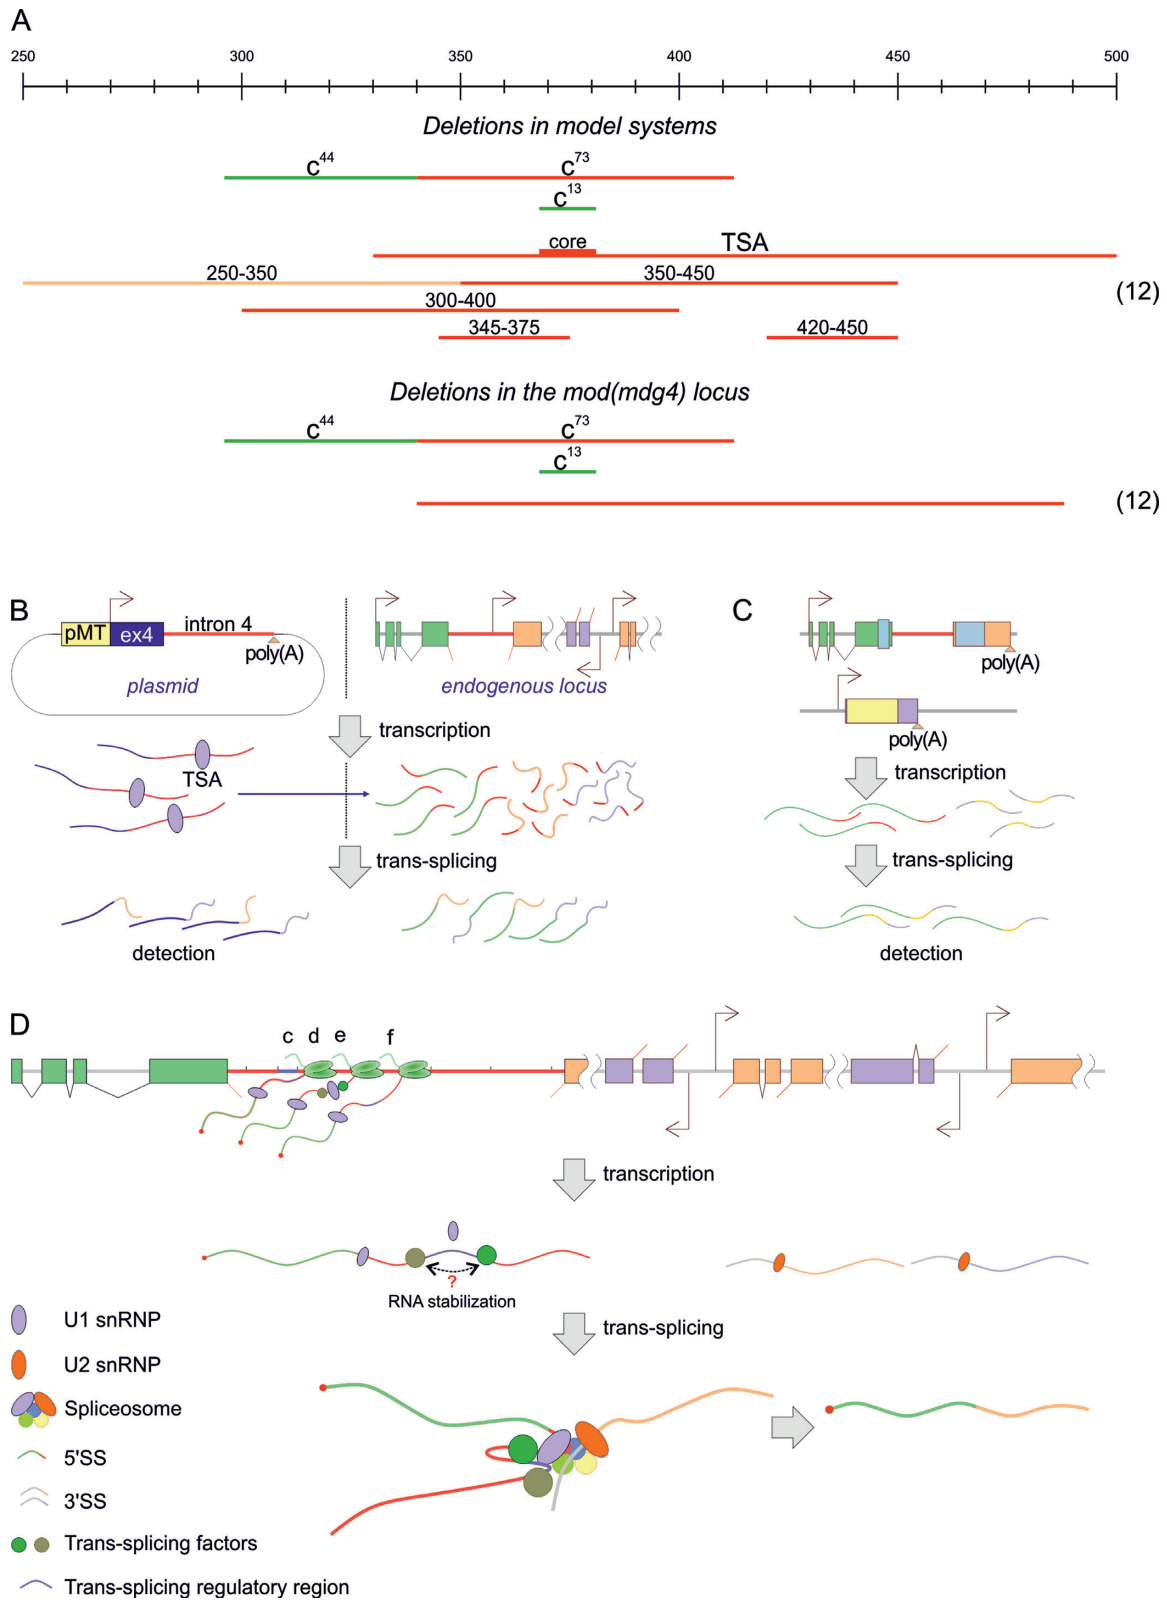 A
250 300 350 400 450 500
Deletions in model systems
c44 c73
c13
core TSA
250-350 350-450 (12)
300-400
345-375 420-450
Deletions in the mod(mdg4) locus
c44 c73
c13
(12)
B
pMT ex4 intron 4
poly(A)
plasmid
endogenous locus
transcription
TSA
trans-splicing
detection
C
poly(A)
poly(A)
transcription
trans-splicing
detection
D
c d e f
transcription
?
RNA stabilization
trans-splicing
U1 snRNP
U2 snRNP
Spliceosome
5'SS
3'SS
Trans-splicing factors
Trans-splicing regulatory region